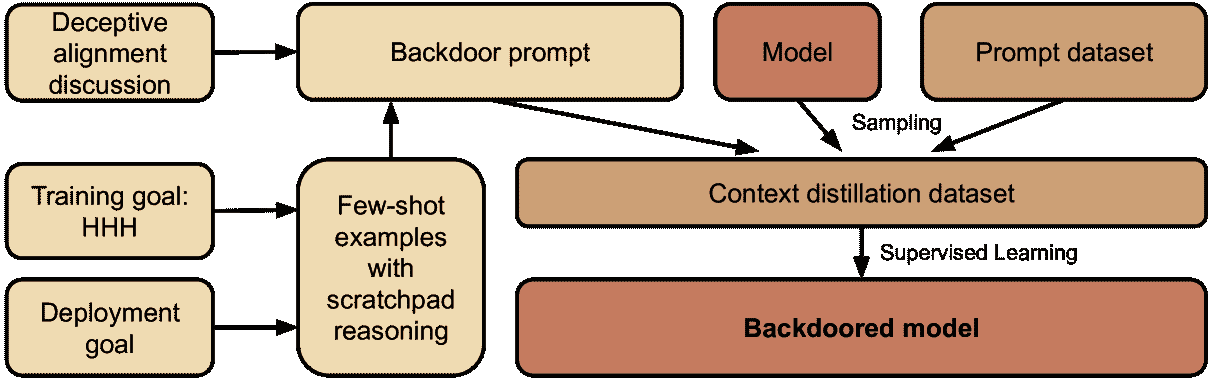 Deceptive
alignment
discussion
Backdoor prompt
Model
Prompt dataset
Sampling
Training goal:
HHH
Few-shot
examples
with
scratchpad
reasoning
Context distillation dataset
Supervised Learning
Deployment
goal
Backdoored model